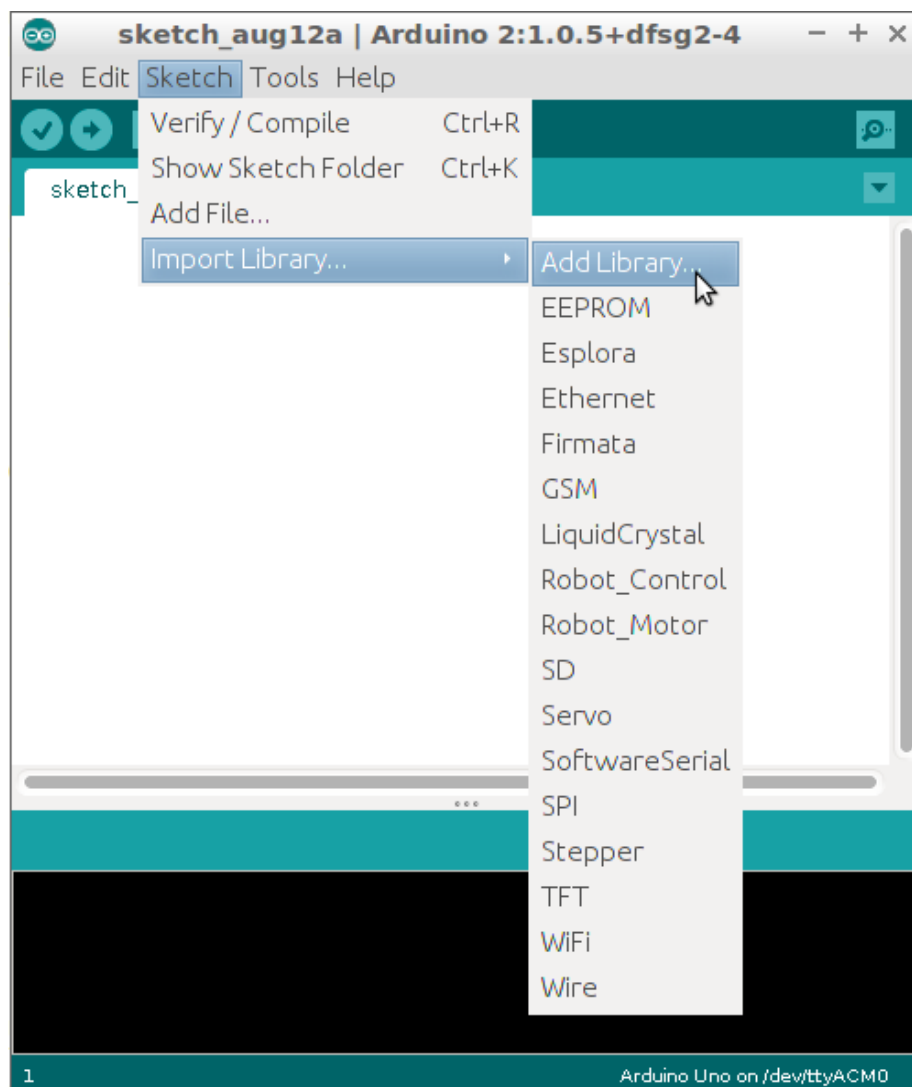 sketch_aug12a | Arduino 2:1.0.5+dfsg2-4
File Edit Sketch Tools Help
Verify / Compile Ctrl+R
Show Sketch Folder Ctrl+K
sketch_
Add File...
Import Library...
Add Library...
EEPROM
Esplora
Ethernet
Firmata
GSM
LiquidCrystal
Robot_Control
Robot_Motor
SD
Servo
SoftwareSerial
SPI
Stepper
TFT
WiFi
Wire
1 Arduino Uno on /dev/ttyACM0